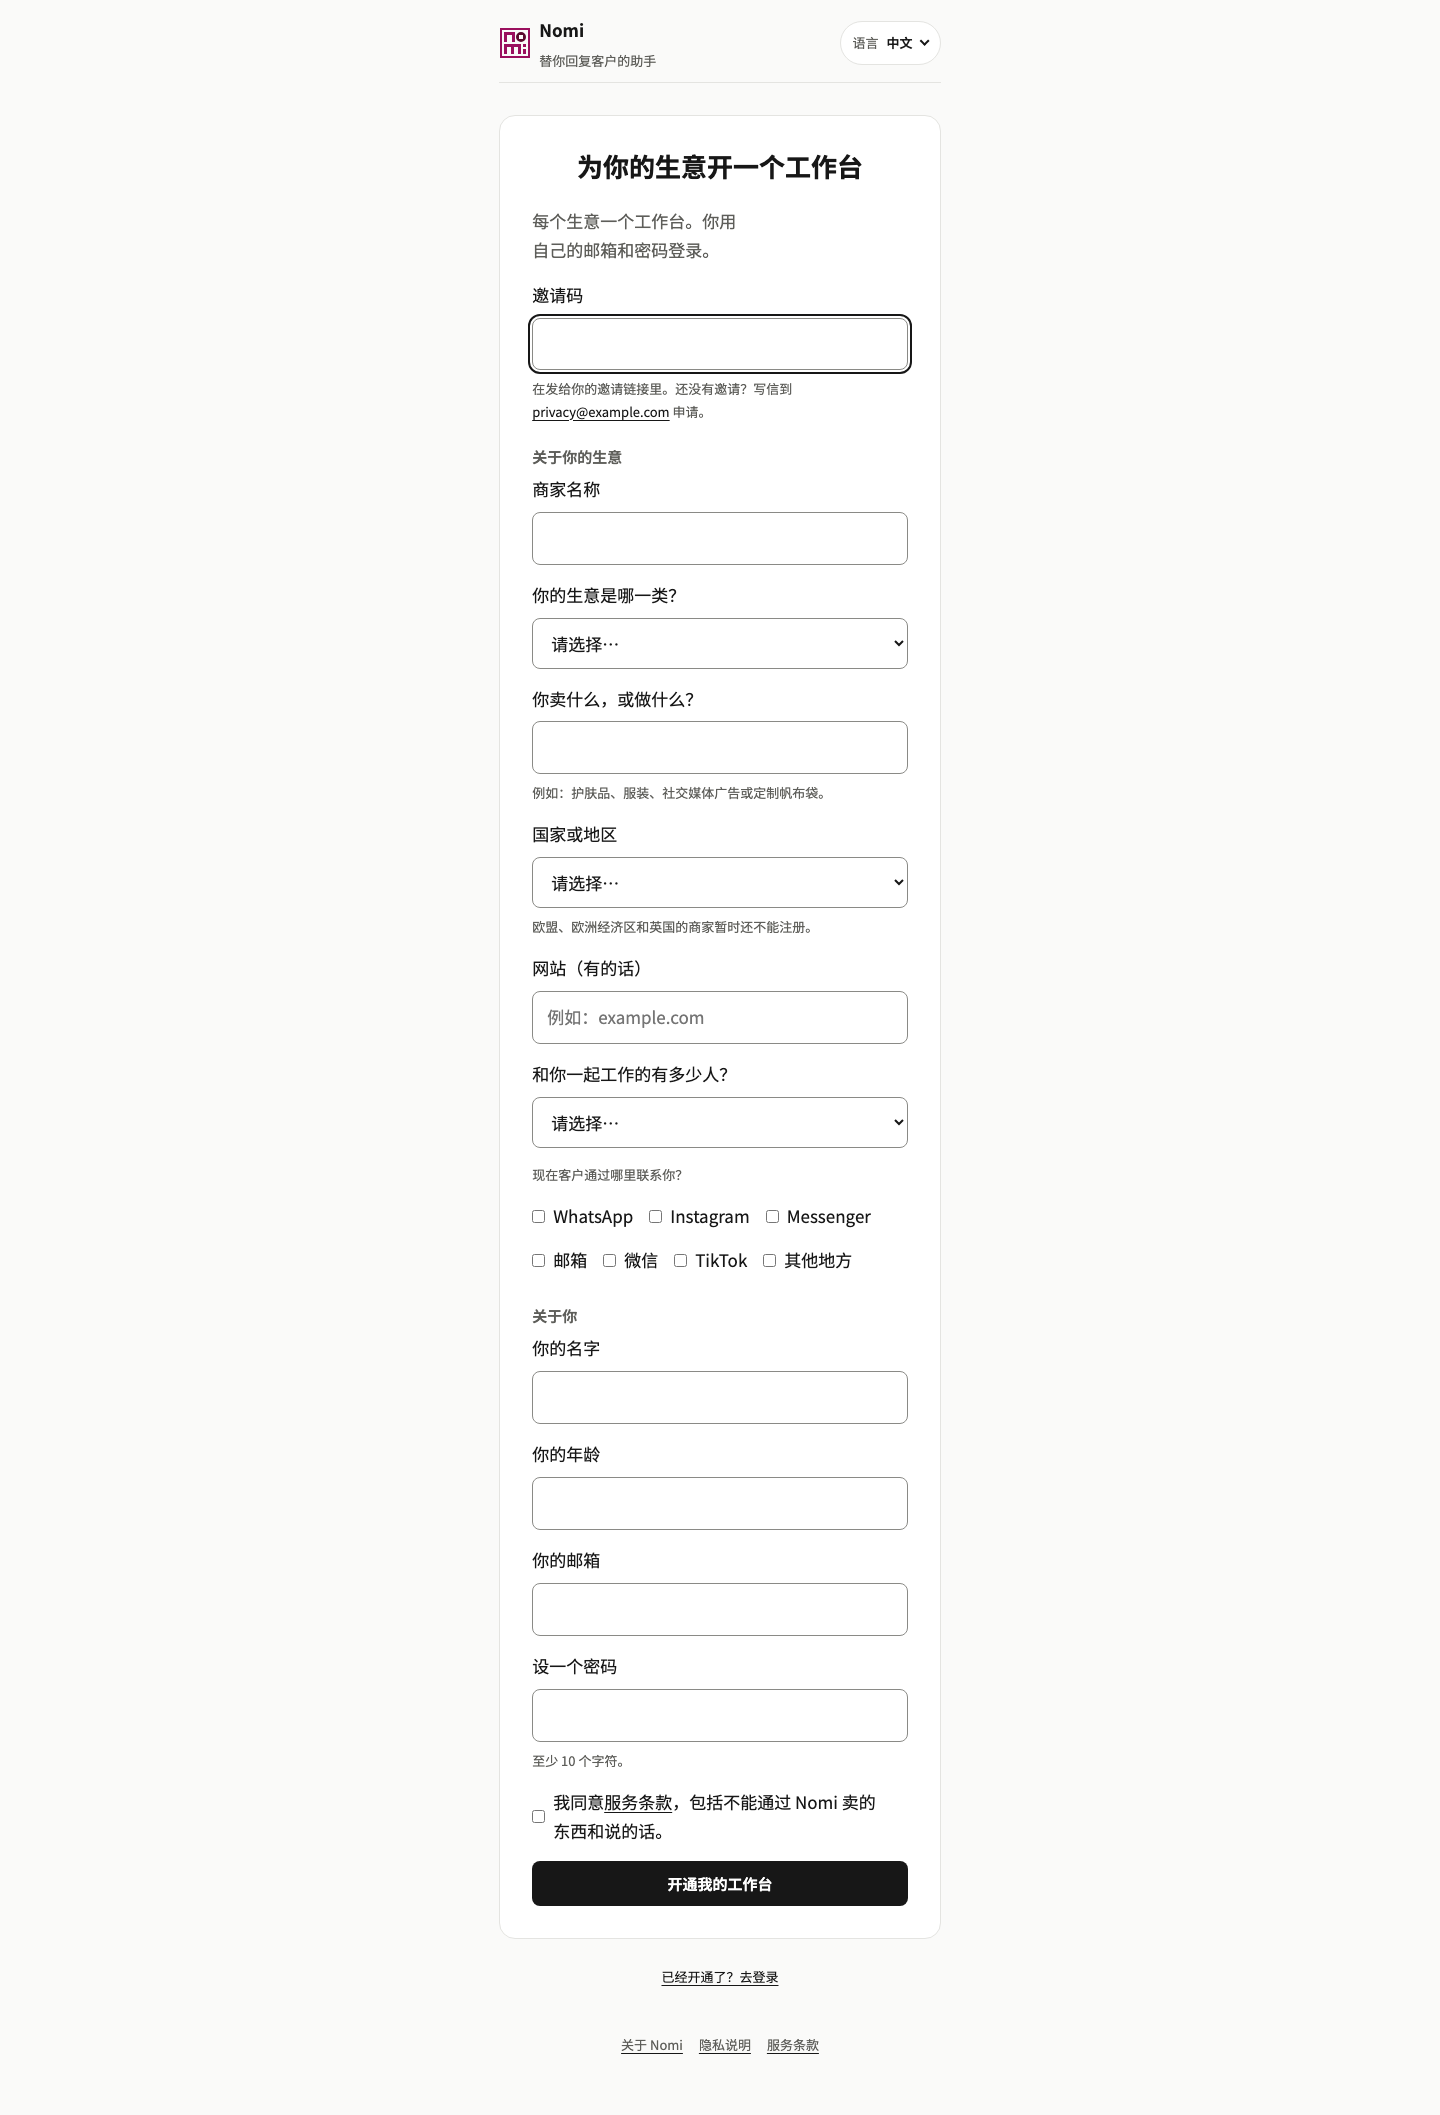 nomi
Nomi
替你回复客户的助手
语言 中文
为你的生意开一个工作台
每个生意一个工作台。你用
自己的邮箱和密码登录。
邀请码
在发给你的邀请链接里。还没有邀请？写信到
privacy@example.com 申请。
关于你的生意
商家名称
你的生意是哪一类？
请选择…
你卖什么，或做什么？
例如：护肤品、服装、社交媒体广告或定制帆布袋。
国家或地区
请选择…
欧盟、欧洲经济区和英国的商家暂时还不能注册。
网站（有的话）
例如：example.com
和你一起工作的有多少人？
请选择…
现在客户通过哪里联系你？
WhatsApp Instagram Messenger
邮箱 微信 TikTok 其他地方
关于你
你的名字
你的年龄
你的邮箱
设一个密码
至少 10 个字符。
我同意服务条款，包括不能通过 Nomi 卖的
东西和说的话。
开通我的工作台
已经开通了？去登录
关于 Nomi 隐私说明 服务条款